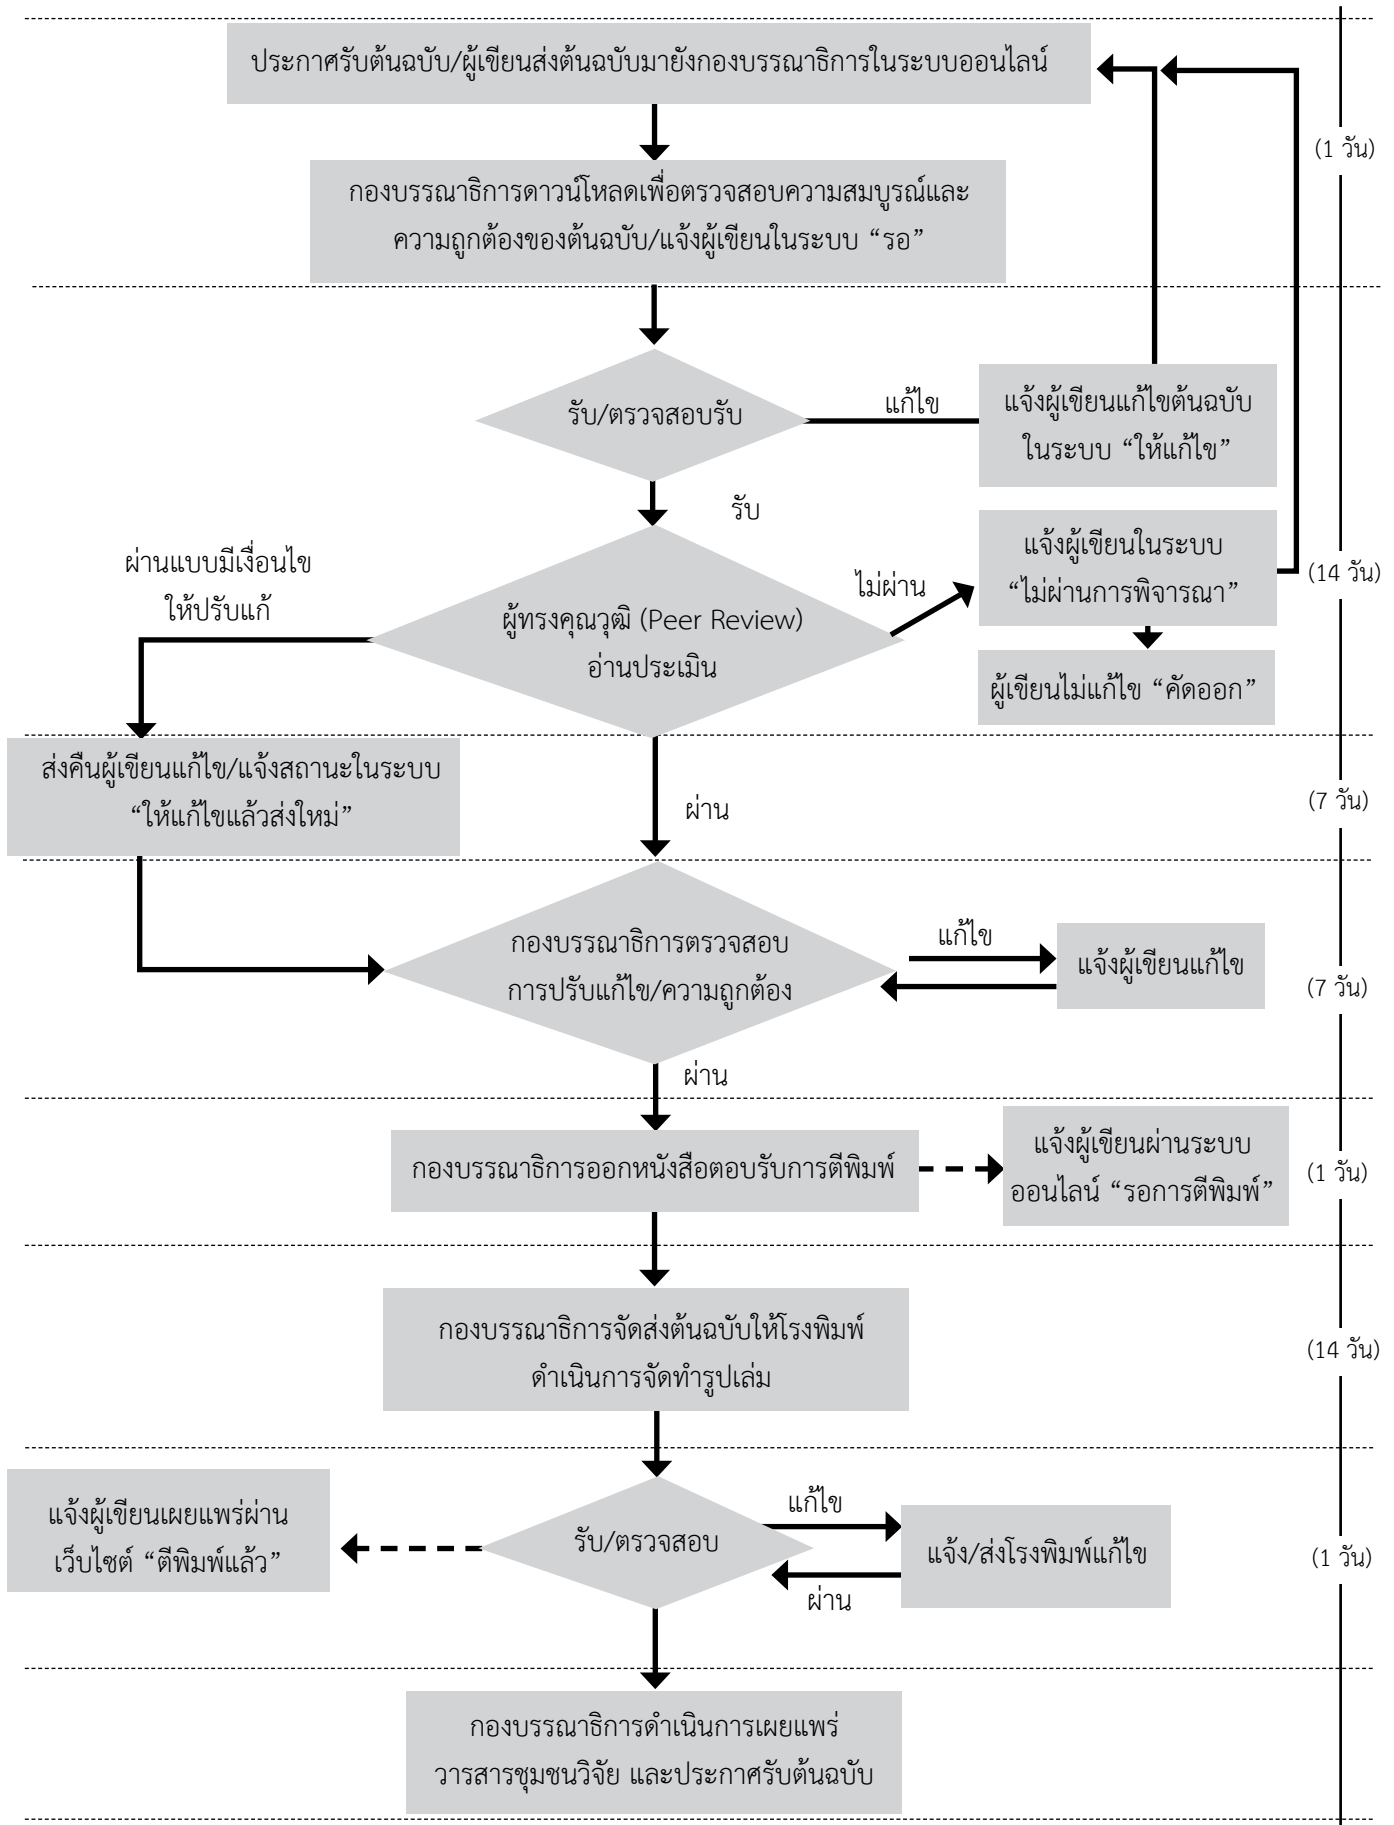 ประกาศรับต้นฉบับ/ผู้เขียนส่งต้นฉบับมายังกองบรรณาธิการในระบบออนไลน์
(1 วัน)
กองบรรณาธิการดาวน์โหลดเพื่อตรวจสอบความสมบูรณ์และ
ความถูกต้องของต้นฉบับ/แจ้งผู้เขียนในระบบ “รอ”
รับ/ตรวจสอบรับ
แก้ไข
แจ้งผู้เขียนแก้ไขต้นฉบับ
ในระบบ “ให้แก้ไข”
รับ
ผ่านแบบมีเงื่อนไข
ให้ปรับแก้
ผู้ทรงคุณวุฒิ (Peer Review)
อ่านประเมิน
ไม่ผ่าน
แจ้งผู้เขียนในระบบ
“ไม่ผ่านการพิจารณา”
(14 วัน)
ผู้เขียนไม่แก้ไข “คัดออก”
ส่งคืนผู้เขียนแก้ไข/แจ้งสถานะในระบบ
“ให้แก้ไขแล้วส่งใหม่”
ผ่าน
(7 วัน)
กองบรรณาธิการตรวจสอบ
การปรับแก้ไข/ความถูกต้อง
แก้ไข
แจ้งผู้เขียนแก้ไข
(7 วัน)
ผ่าน
กองบรรณาธิการออกหนังสือตอบรับการตีพิมพ์
แจ้งผู้เขียนผ่านระบบ
ออนไลน์ “รอการตีพิมพ์”
(1 วัน)
กองบรรณาธิการจัดส่งต้นฉบับให้โรงพิมพ์
ดำเนินการจัดทำรูปเล่ม
(14 วัน)
แจ้งผู้เขียนเผยแพร่ผ่าน
เว็บไซต์ “ตีพิมพ์แล้ว”
รับ/ตรวจสอบ
แก้ไข
แจ้ง/ส่งโรงพิมพ์แก้ไข
ผ่าน
(1 วัน)
กองบรรณาธิการดำเนินการเผยแพร่
วารสารชุมชนวิจัย และประกาศรับต้นฉบับ